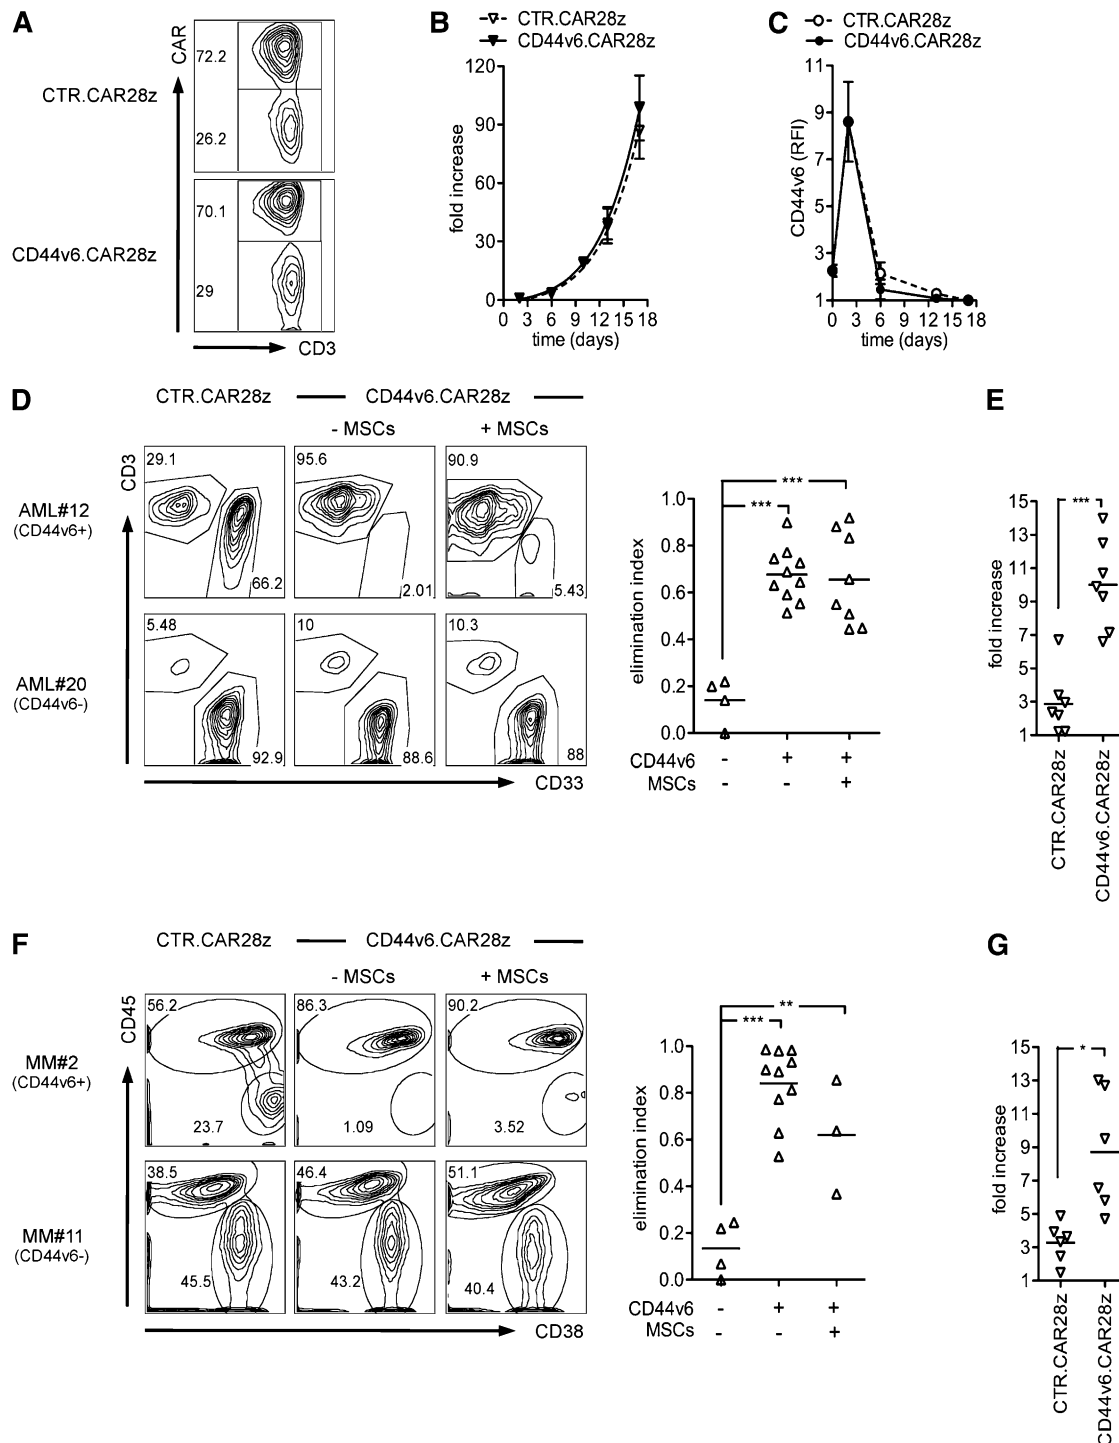 A
CAR
72.2
CTR.CAR28z
26.2
70.1
CD44v6.CAR28z
29
CD3
B
CTR.CAR28z
CD44v6.CAR28z
120
90
60
30
0
fold increase
0 3 6 9 12 15 18
time (days)
C
CTR.CAR28z
CD44v6.CAR28z
11
9
7
5
3
1
CD44v6 (RFI)
0 3 6 9 12 15 18
time (days)
D
CTR.CAR28z
CD44v6.CAR28z
- MSCs
+ MSCs
CD3
AML#12
(CD44v6+)
29.1
66.2
95.6
2.01
90.9
5.43
AML#20
(CD44v6-)
5.48
92.9
10
88.6
10.3
88
CD33
***
***
1.0
0.8
0.6
0.4
0.2
0.0
elimination index
CD44v6 - + +
MSCs - - +
E
***
15
13
11
9
7
5
3
1
fold increase
CTR.CAR28z
CD44v6.CAR28z
F
CTR.CAR28z
CD44v6.CAR28z
- MSCs
+ MSCs
CD45
MM#2
(CD44v6+)
56.2
23.7
86.3
1.09
90.2
3.52
MM#11
(CD44v6-)
38.5
45.5
46.4
43.2
51.1
40.4
CD38
**
***
1.0
0.8
0.6
0.4
0.2
0.0
elimination index
CD44v6 - + +
MSCs - - +
G
*
15
13
11
9
7
5
3
1
fold increase
CTR.CAR28z
CD44v6.CAR28z